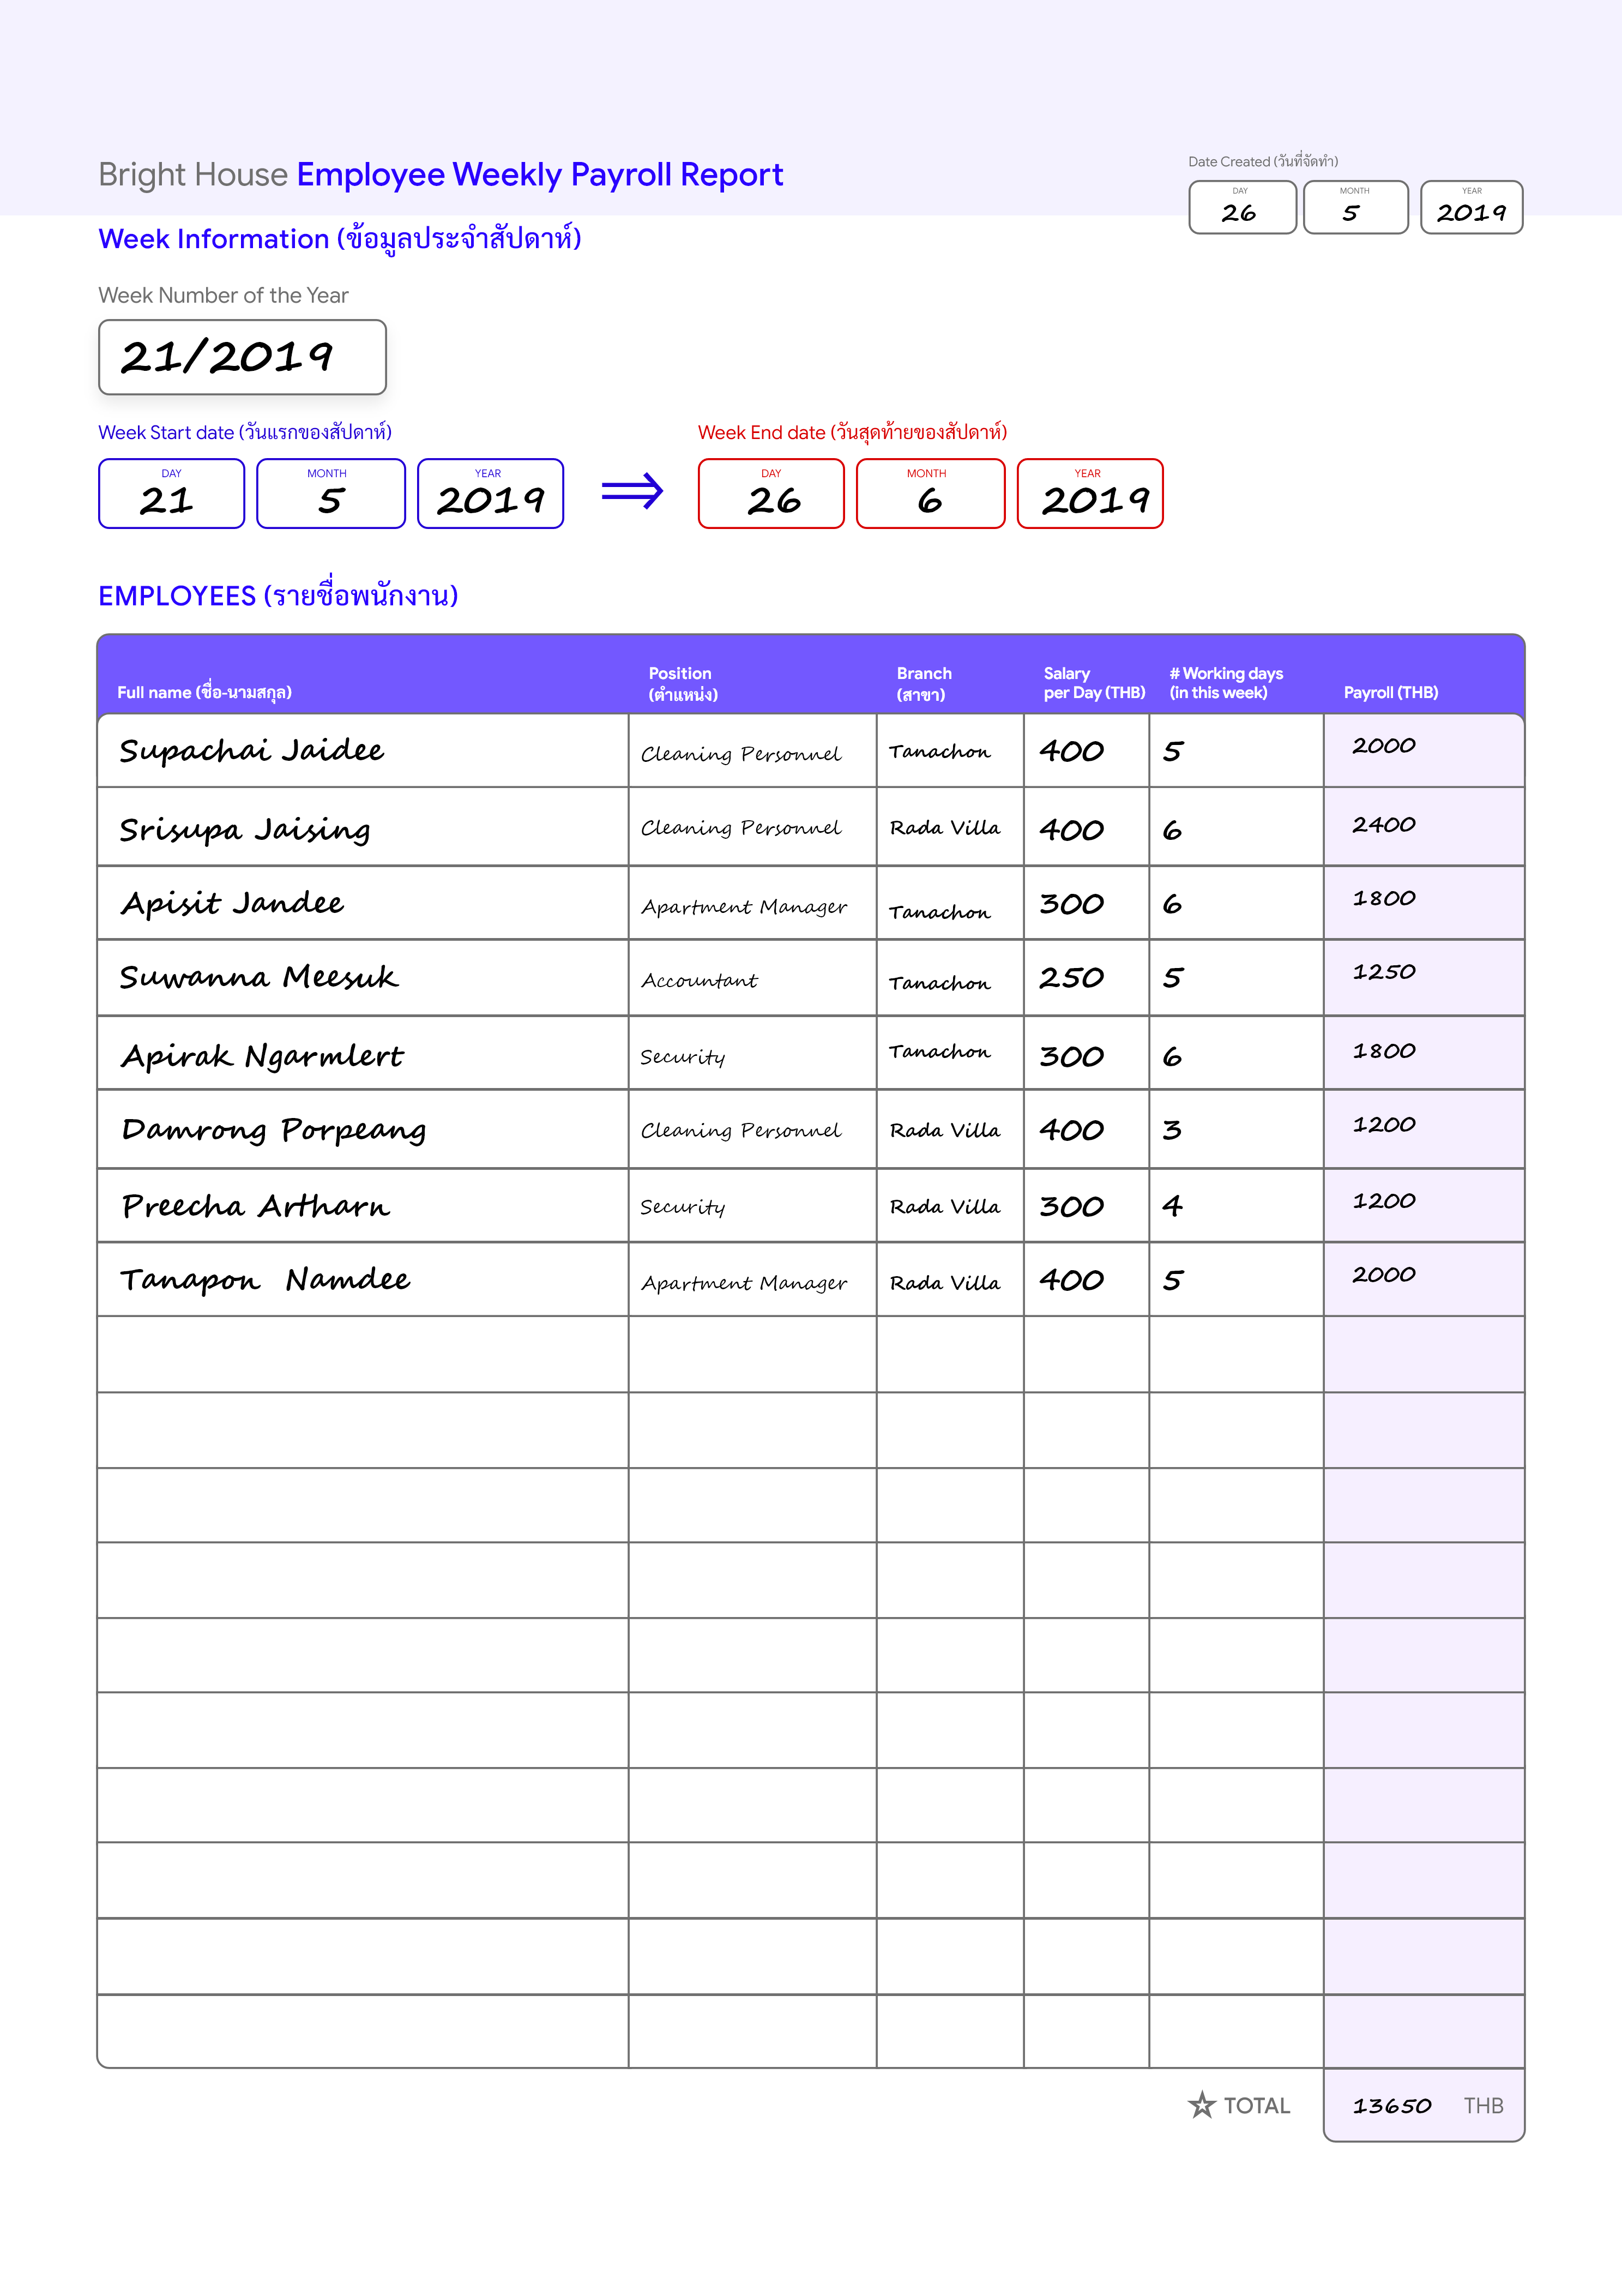 Bright House Employee Weekly Payroll Report
Date Created (วันที่จัดทำ)
DAY MONTH YEAR
26 5 2019
Week Information (ข้อมูลประจำสัปดาห์)
Week Number of the Year
21/2019
Week Start date (วันแรกของสัปดาห์) Week End date (วันสุดท้ายของสัปดาห์)
DAY MONTH YEAR DAY MONTH YEAR
21 5 2019 ⇒ 26 6 2019
EMPLOYEES (รายชื่อพนักงาน)
Full name (ชื่อ-นามสกุล) Position (ตำแหน่ง) Branch (สาขา) Salary per Day (THB) # Working days (in this week) Payroll (THB)
Supachai Jaidee Cleaning Personnel Tanachon 400 5 2000
Srisupa Jaising Cleaning Personnel Rada Villa 400 6 2400
Apisit Jandee Apartment Manager Tanachon 300 6 1800
Suwanna Meesuk Accountant Tanachon 250 5 1250
Apirak Ngarmlert Security Tanachon 300 6 1800
Damrong Porpeang Cleaning Personnel Rada Villa 400 3 1200
Preecha Artharn Security Rada Villa 300 4 1200
Tanapon Namdee Apartment Manager Rada Villa 400 5 2000
TOTAL 13650 THB